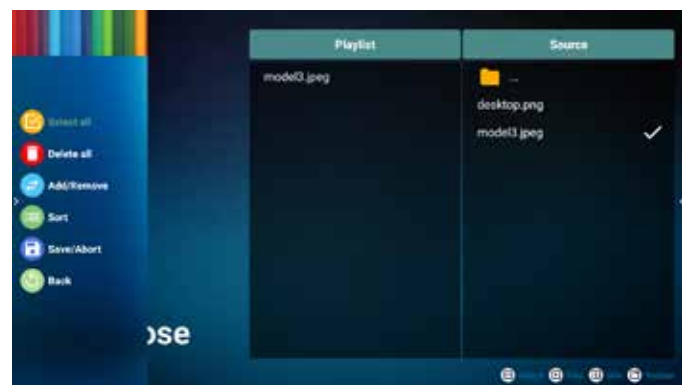 Playlist
Source
model3.jpeg
...
desktop.png
model3.jpeg
Select all
Delete all
Add/Remove
Sort
Save/Abort
Back
ose